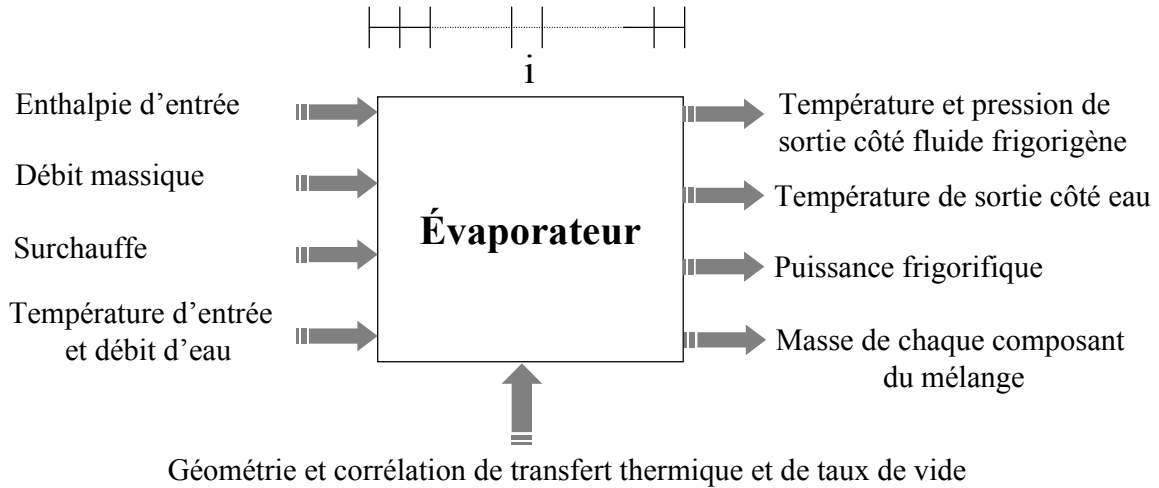 i
Enthalpie d’entrée
Débit massique
Surchauffe
Température d’entrée
et débit d’eau
Évaporateur
Température et pression de
sortie côté fluide frigorigène
Température de sortie côté eau
Puissance frigorifique
Masse de chaque composant
du mélange
Géométrie et corrélation de transfert thermique et de taux de vide